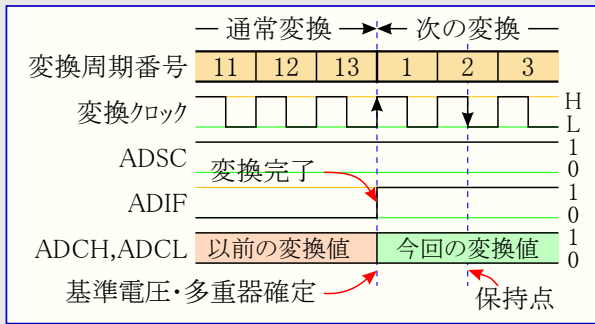 通常変換 次の変換
変換周期番号 11 12 13 1 2 3
変換ｸﾛｯｸ H L
ADSC 1 0
変換完了
ADIF 1 0
ADCH,ADCL 以前の変換値 今回の変換値 1 0
基準電圧・多重器確定 保持点